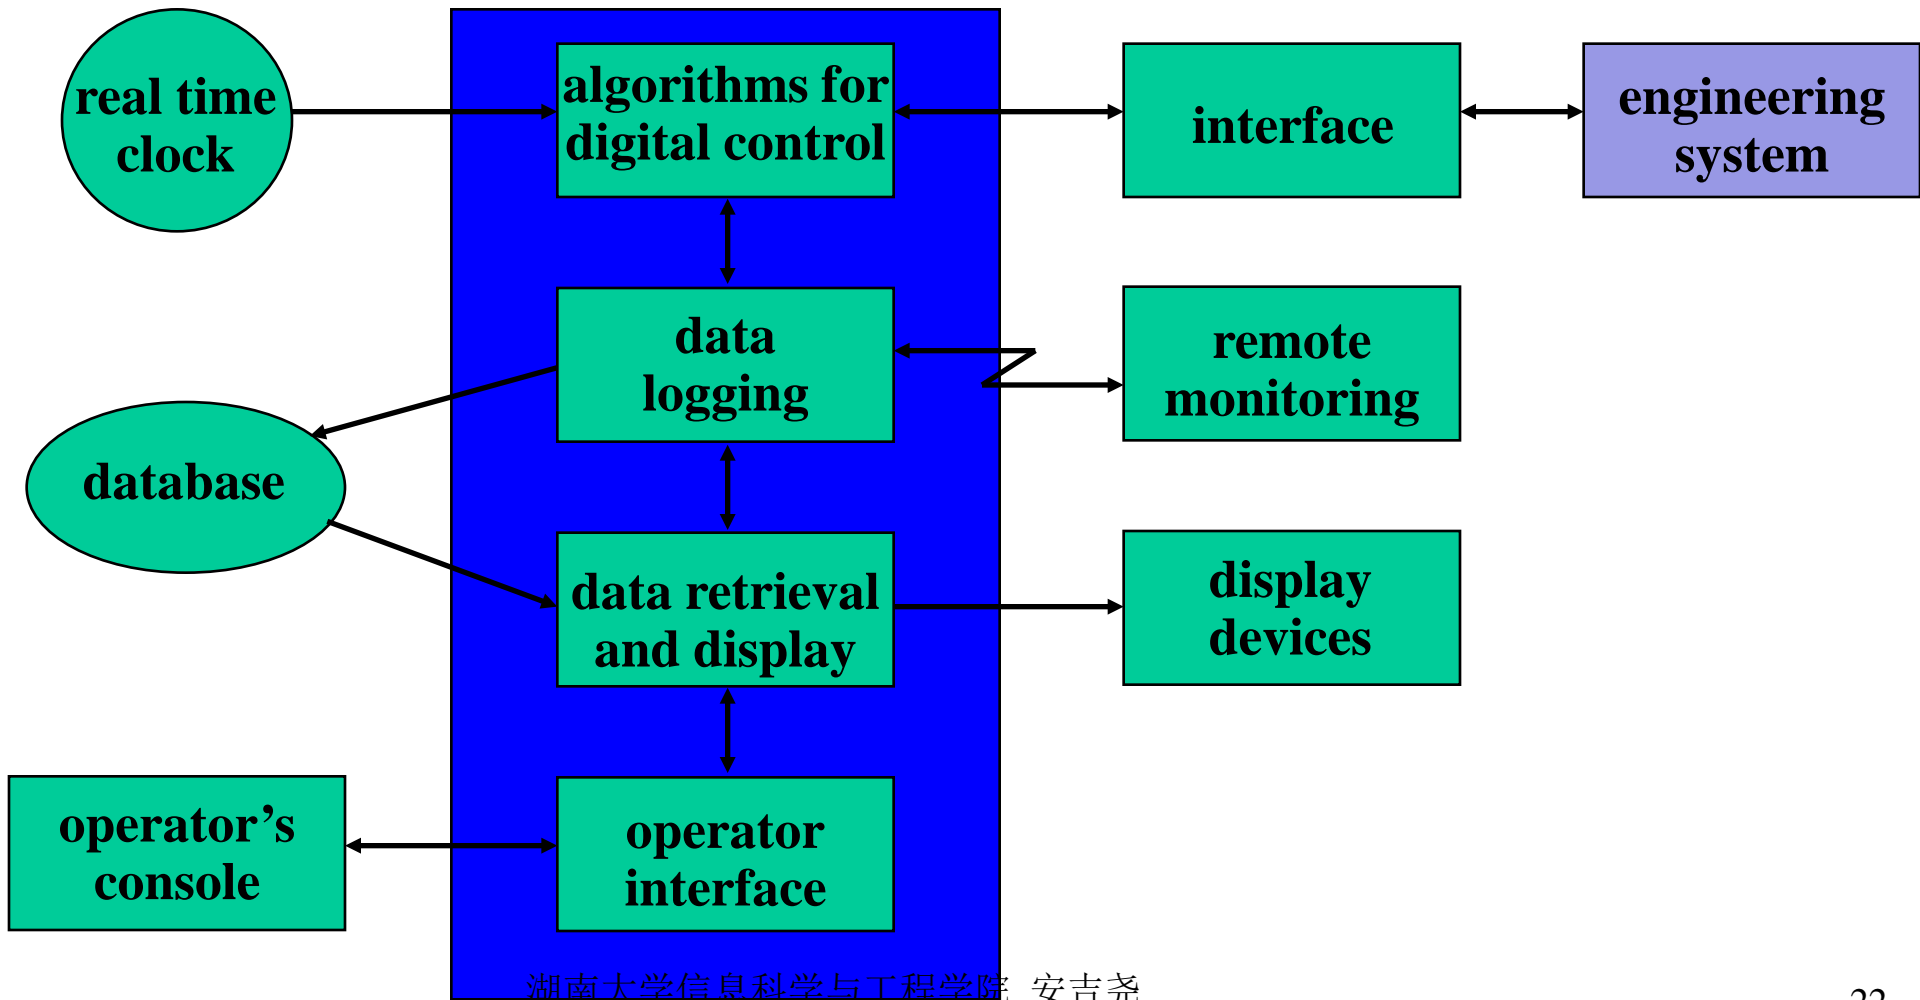 real time
clock
algorithms for
digital control
interface
engineering
system
data
logging
remote
monitoring
database
data retrieval
and display
display
devices
operator’s
console
operator
interface
湖南大学信息科学与工程学院 安吉尧